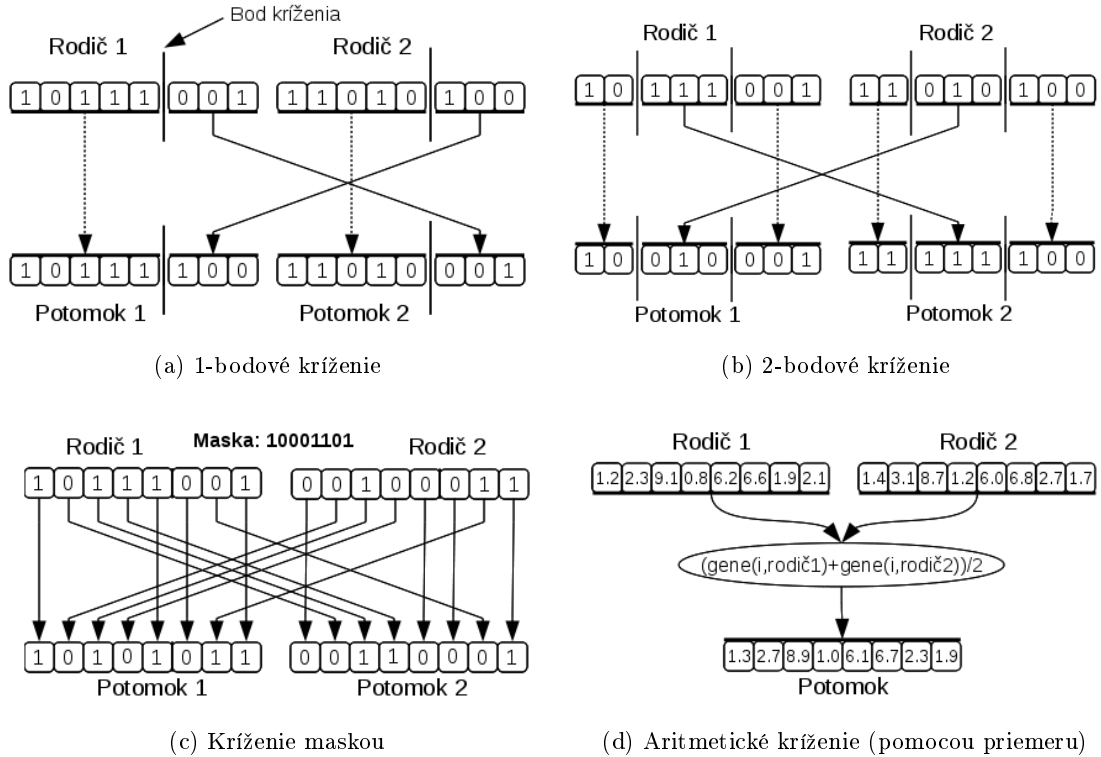 Bod kríženia
Rodič 1 Rodič 2
1 0 1 1 1 0 0 1 1 1 0 1 0 1 0 0
1 0 1 1 1 1 0 0 1 1 0 1 0 0 0 1
Potomok 1 Potomok 2
(a) 1-bodové kríženie
Rodič 1 Rodič 2
1 0 1 1 1 0 0 1 1 1 0 1 0 1 0 0
1 0 0 1 0 0 0 1 1 1 1 1 1 1 0 0
Potomok 1 Potomok 2
(b) 2-bodové kríženie
Rodič 1 Maska: 10001101 Rodič 2
1 0 1 1 1 0 0 1 0 0 1 0 0 0 1 1
1 0 1 0 1 0 1 1 0 0 1 1 0 0 0 1
Potomok 1 Potomok 2
(c) Kríženie maskou
Rodič 1 Rodič 2
1.2 2.3 9.1 0.8 6.2 6.6 1.9 2.1 1.4 3.1 8.7 1.2 6.0 6.8 2.7 1.7
(gene(i,rodič1)+gene(i,rodič2))/2
1.3 2.7 8.9 1.0 6.1 6.7 2.3 1.9
Potomok
(d) Aritmetické kríženie (pomocou priemeru)